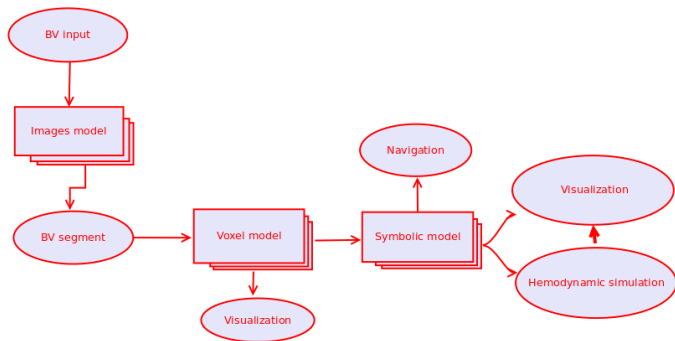 BV input
Images model
Navigation
Visualization
BV segment
Voxel model
Symbolic model
Hemodynamic simulation
Visualization